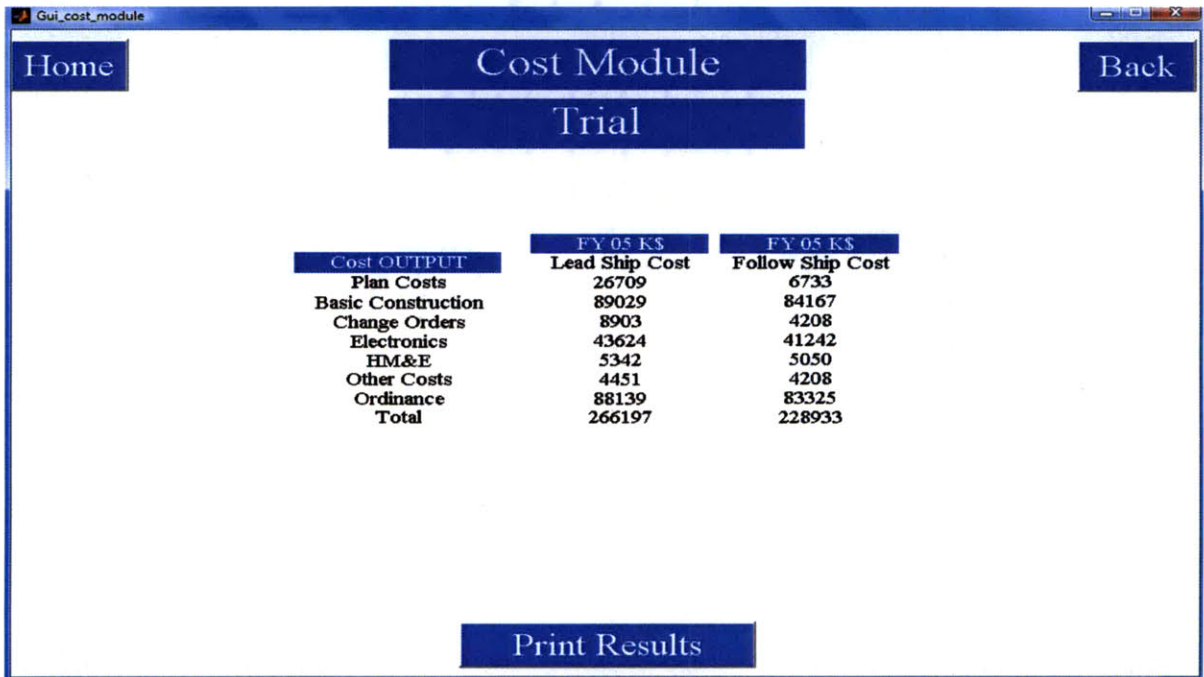 Gui_cost_module
Home
Cost Module
Back
Trial
FY 05 K$ FY 05 K$
Cost OUTPUT Lead Ship Cost Follow Ship Cost
Plan Costs 26709 6733
Basic Construction 89029 84167
Change Orders 8903 4208
Electronics 43624 41242
HM&E 5342 5050
Other Costs 4451 4208
Ordinance 88139 83325
Total 266197 228933
Print Results